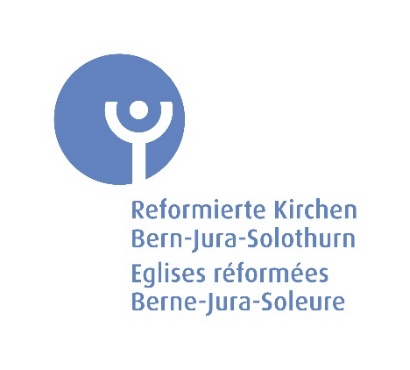 Reformierte Kirchen
Bern-Jura-Solothurn
Eglises réformées
Berne-Jura-Soleure